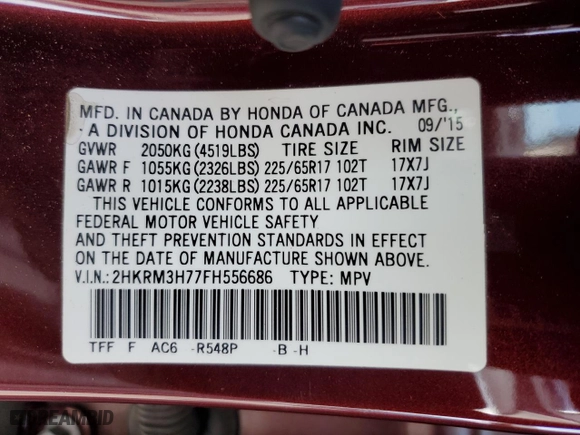 MFD. IN CANADA BY HONDA OF CANADA MFG.,
A DIVISION OF HONDA CANADA INC. 09/'15
GVWR 2050KG (4519LBS) TIRE SIZE RIM SIZE
GAWR F 1055KG (2326LBS) 225/65R17 102T 17X7J
GAWR R 1015KG (2238LBS) 225/65R17 102T 17X7J
THIS VEHICLE CONFORMS TO ALL APPLICABLE
FEDERAL MOTOR VEHICLE SAFETY
AND THEFT PREVENTION STANDARDS IN EFFECT
ON THE DATE OF MANUFACTURE SHOWN ABOVE.
V.I.N.: 2HKRM3H77FH556686 TYPE: MPV
TFF F AC6 -R548P -B -H